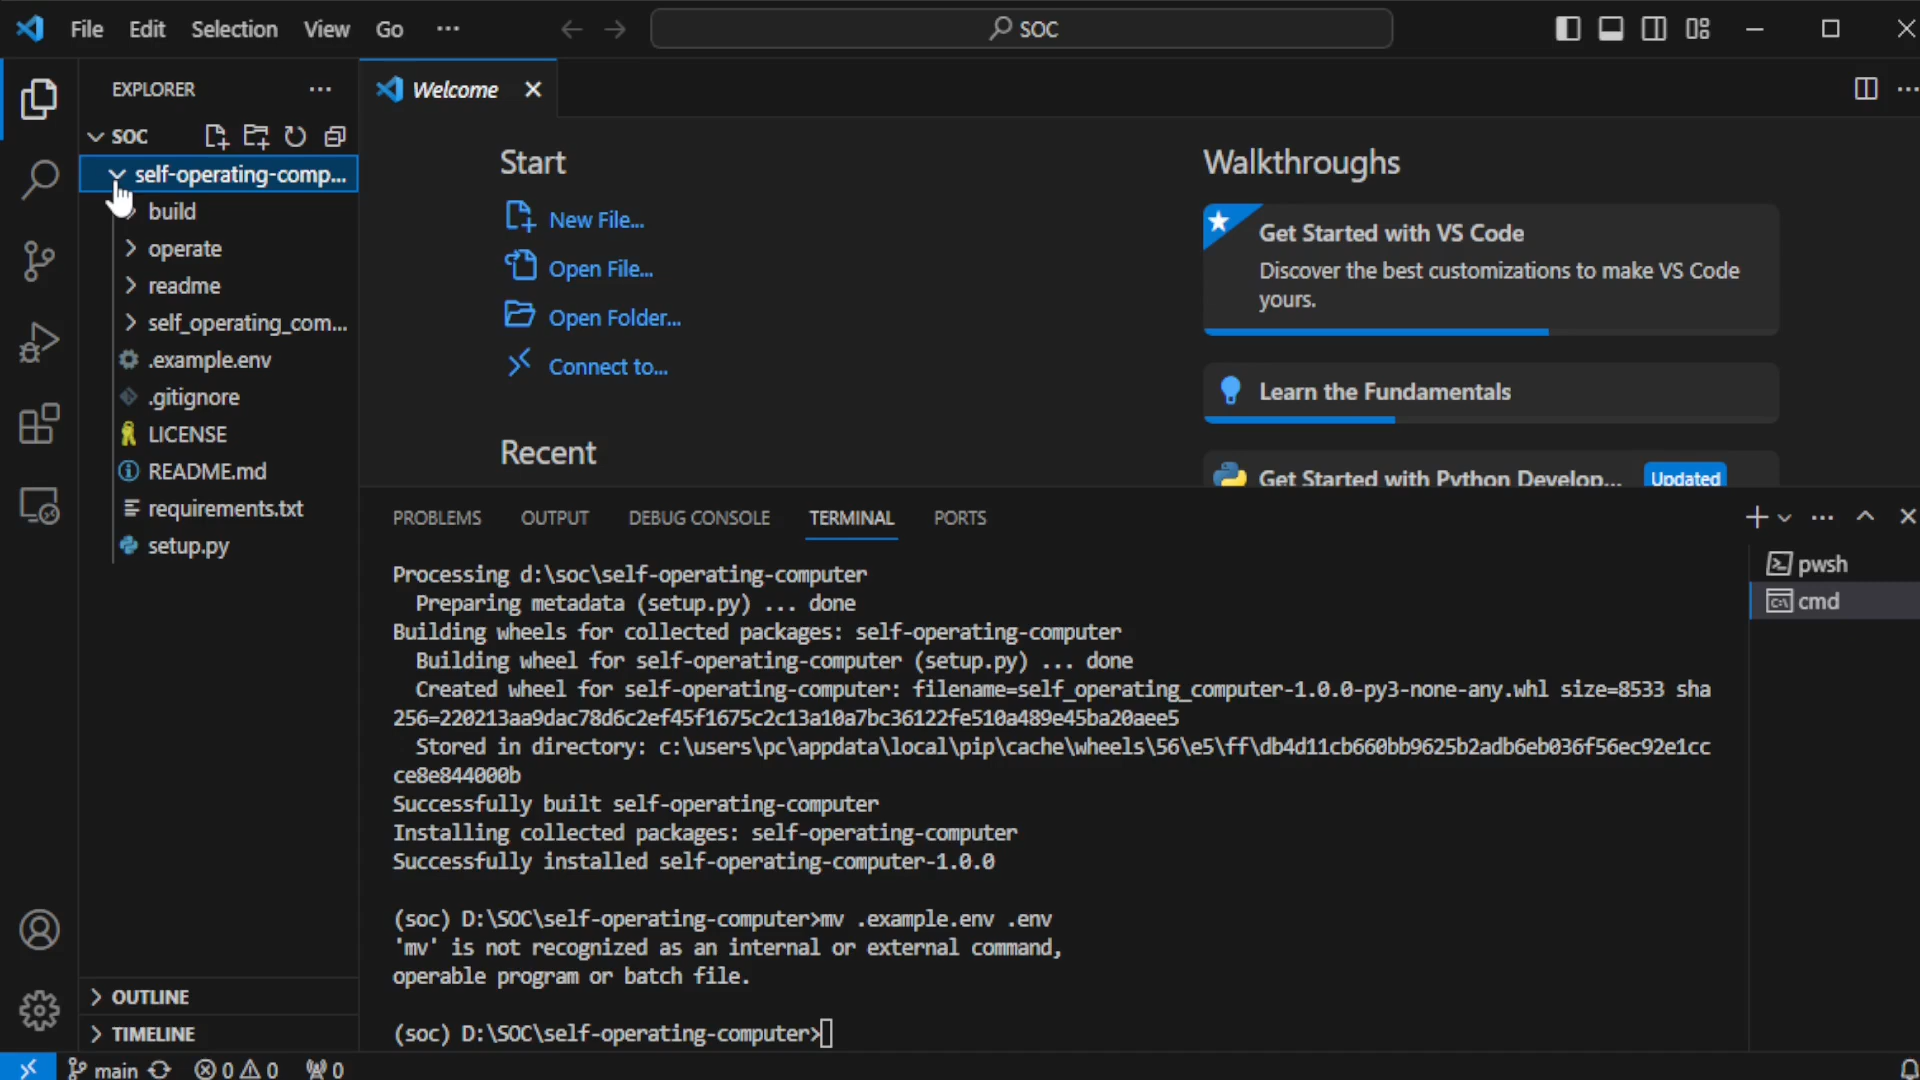 File Edit Selection View Go ···
SOC
EXPLORER ···
SOC
self-operating-comp...
build
operate
readme
self_operating_com...
.example.env
.gitignore
LICENSE
README.md
requirements.txt
setup.py
OUTLINE
TIMELINE
Welcome
Start
New File...
Open File...
Open Folder...
Connect to...
Recent
Walkthroughs
Get Started with VS Code
Discover the best customizations to make VS Code
yours.
Learn the Fundamentals
Get Started with Python Develop... Updated
PROBLEMS OUTPUT DEBUG CONSOLE TERMINAL PORTS
pwsh
cmd
Processing d:\soc\self-operating-computer
Preparing metadata (setup.py) ... done
Building wheels for collected packages: self-operating-computer
Building wheel for self-operating-computer (setup.py) ... done
Created wheel for self-operating-computer: filename=self_operating_computer-1.0.0-py3-none-any.whl size=8533 sha
256=220213aa9dac78d6c2ef45f1675c2c13a10a7bc36122fe510a489e45ba20aee5
Stored in directory: c:\users\pc\appdata\local\pip\cache\wheels\56\e5\ff\db4d11cb660bb9625b2adb6eb036f56ec92e1cc
ce8e844000b
Successfully built self-operating-computer
Installing collected packages: self-operating-computer
Successfully installed self-operating-computer-1.0.0
(soc) D:\SOC\self-operating-computer>mv .example.env .env
'mv' is not recognized as an internal or external command,
operable program or batch file.
(soc) D:\SOC\self-operating-computer>
main 0 0 0